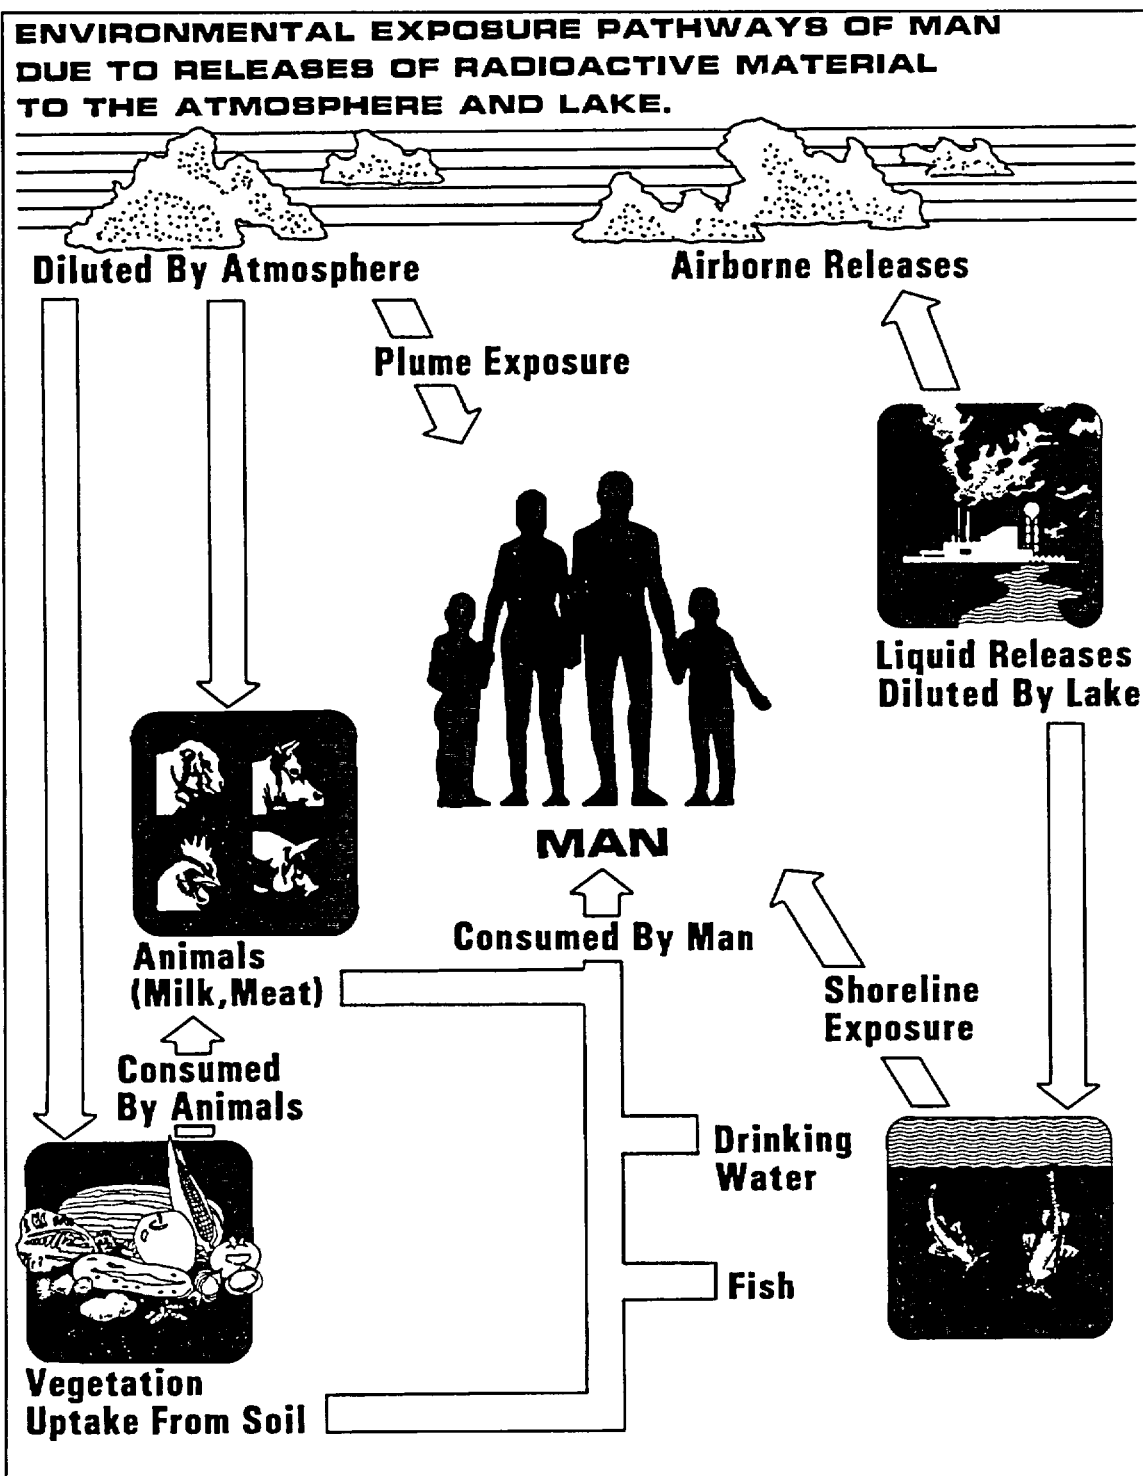 ENVIRONMENTAL EXPOSURE PATHWAYS OF MAN
DUE TO RELEASES OF RADIOACTIVE MATERIAL
TO THE ATMOSPHERE AND LAKE.
Diluted By Atmosphere
Airborne Releases
Plume Exposure
Liquid Releases
Diluted By Lake
MAN
Consumed By Man
Animals
(Milk,Meat)
Shoreline
Exposure
Consumed
By Animals
Drinking
Water
Fish
Vegetation
Uptake From Soil